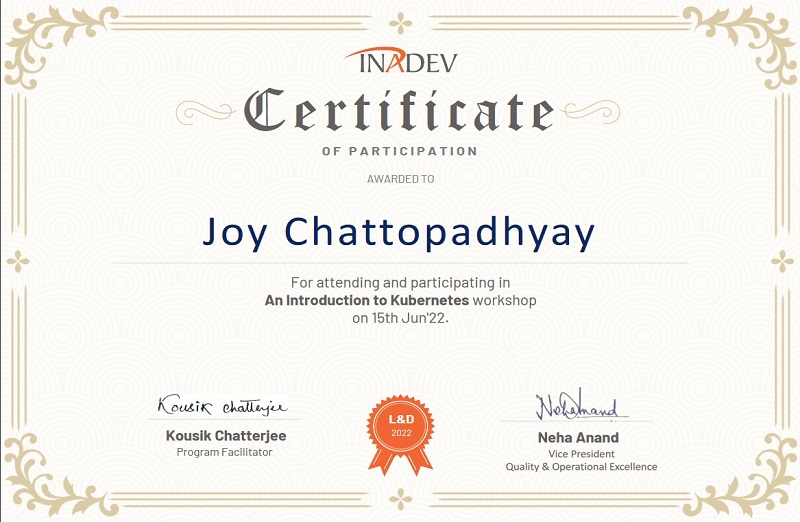 INADEV
Certificate
OF PARTICIPATION
AWARDED TO
Joy Chattopadhyay
For attending and participating in
An Introduction to Kubernetes workshop
on 15th Jun'22.
Kousik Chatterjee
Kousik Chatterjee
Program Facilitator
L&D
2022
Neha Anand
Neha Anand
Vice President
Quality & Operational Excellence